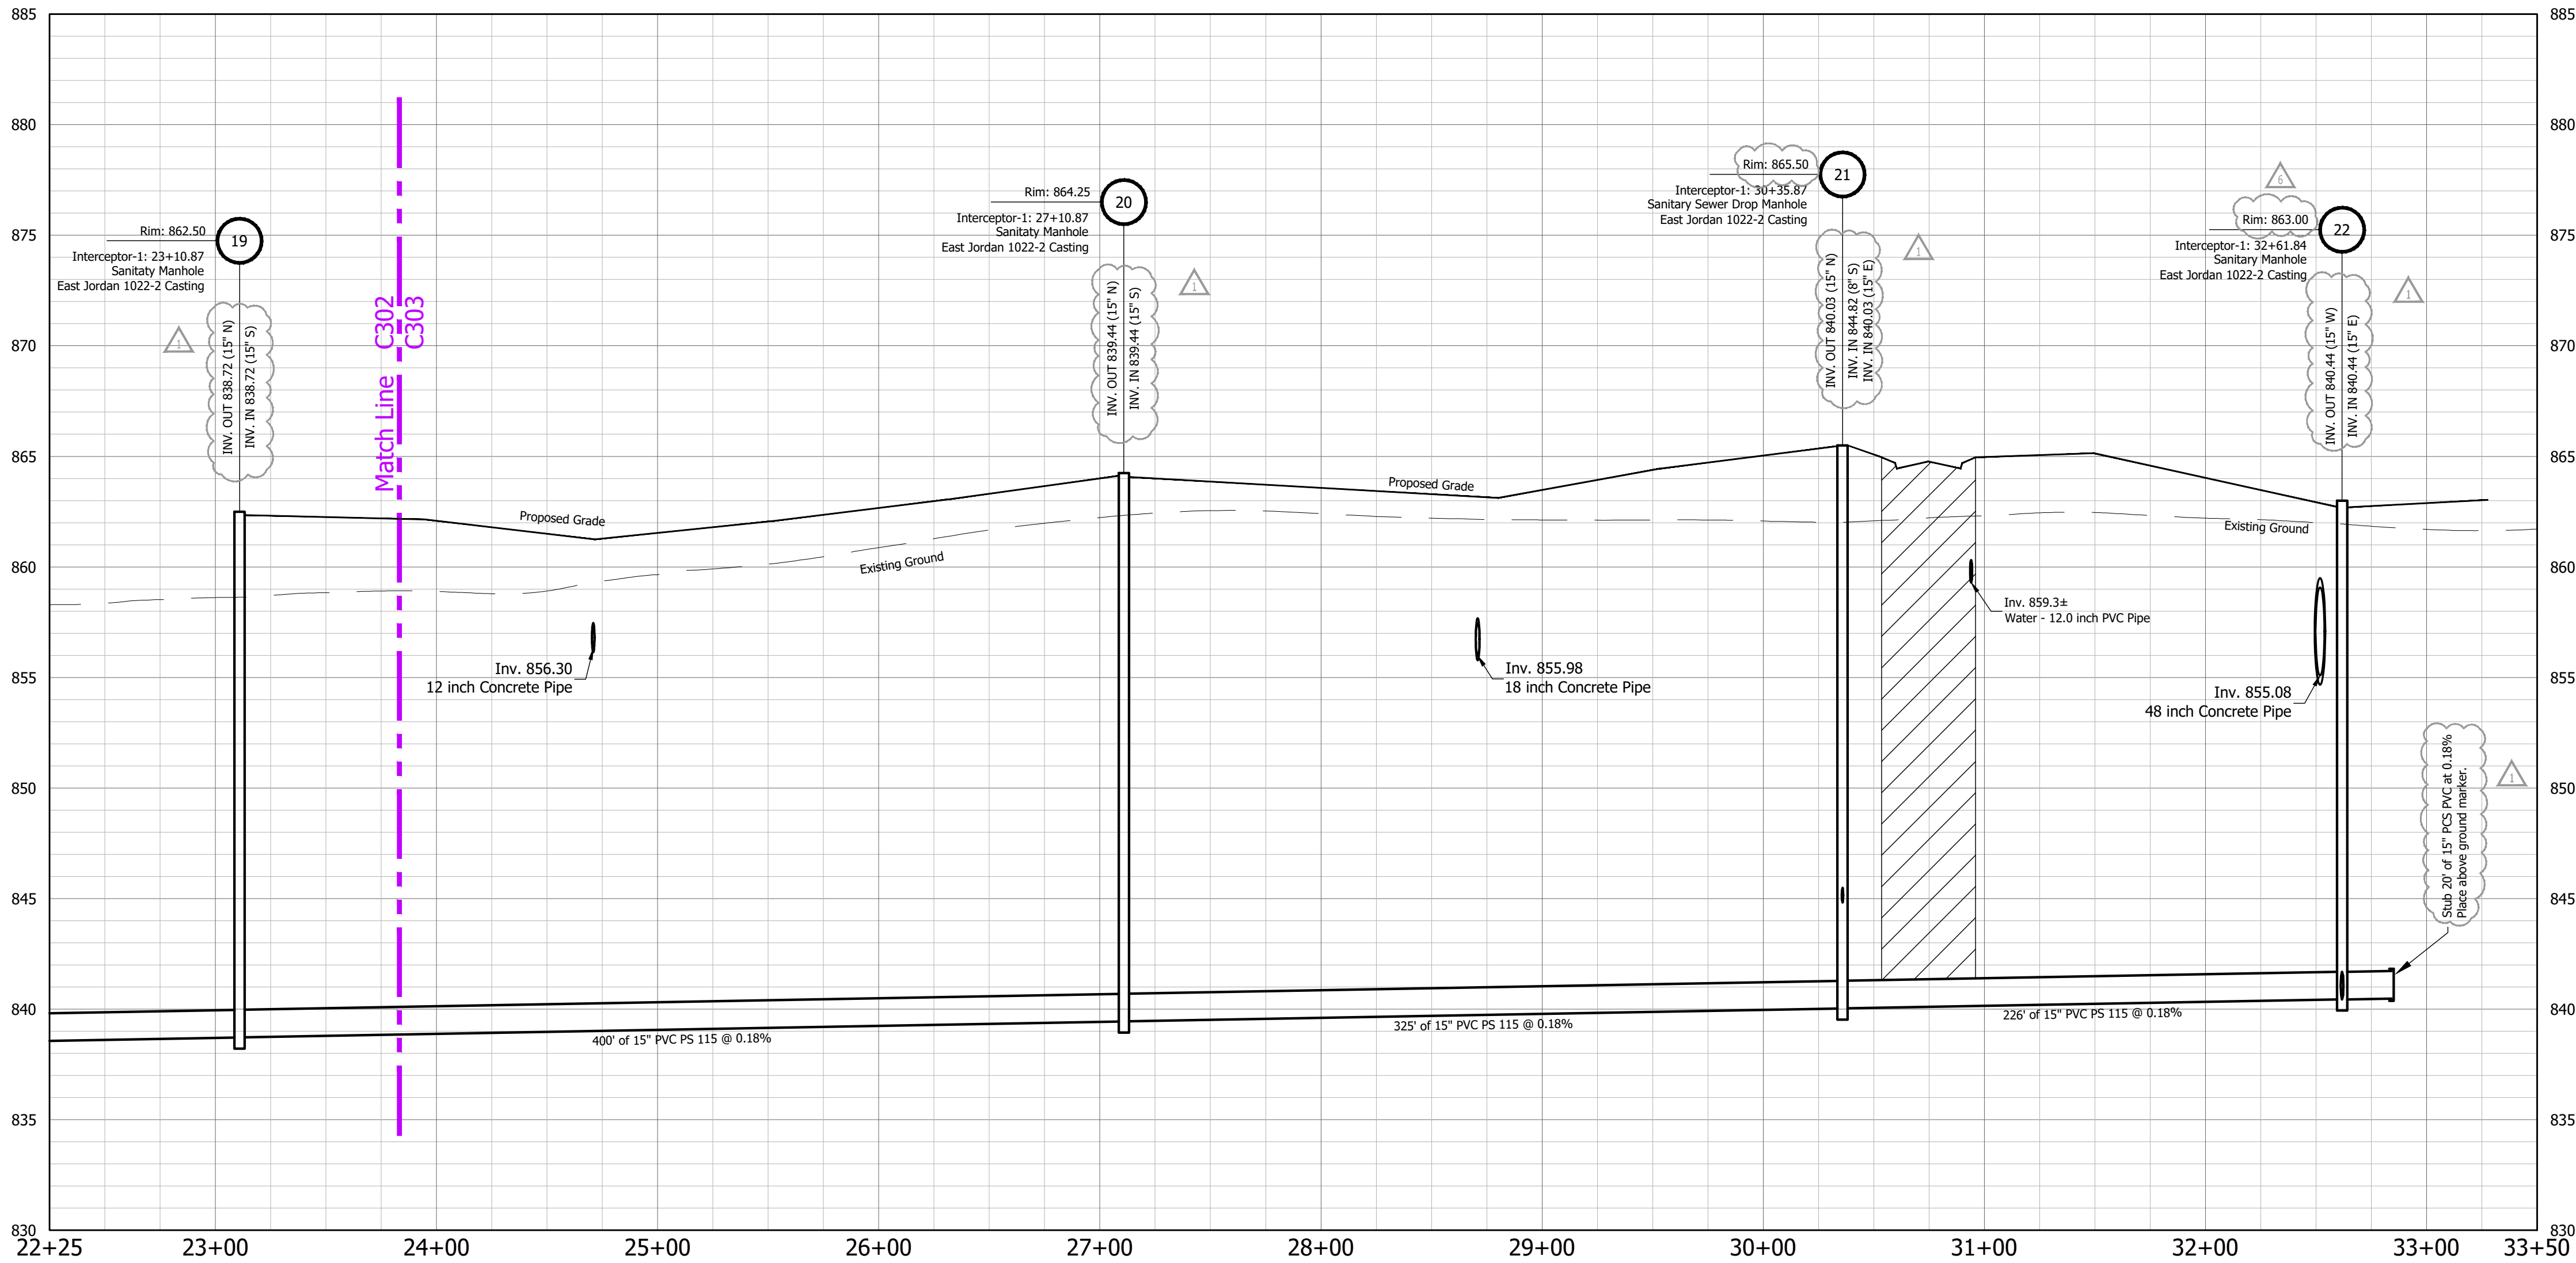 885
885
880
880
875
875
870
870
865
865
860
860
855
855
850
850
845
845
840
840
835
835
830
830
22+25
23+00
24+00
25+00
26+00
27+00
28+00
29+00
30+00
31+00
32+00
33+00
33+50
Rim: 862.50
19
Interceptor-1: 23+10.87
Sanitaty Manhole
East Jordan 1022-2 Casting
INV. OUT 838.72 (15" N)
INV. IN 838.72 (15" S)
1
Match Line
C302
C303
Rim: 864.25
20
Interceptor-1: 27+10.87
Sanitaty Manhole
East Jordan 1022-2 Casting
INV. OUT 839.44 (15" N)
INV. IN 839.44 (15" S)
1
Rim: 865.50
21
Interceptor-1: 30+35.87
Sanitary Sewer Drop Manhole
East Jordan 1022-2 Casting
INV. OUT 840.03 (15" N)
INV. IN 844.82 (8" S)
INV. IN 840.03 (15" E)
1
6
Rim: 863.00
22
Interceptor-1: 32+61.84
Sanitary Manhole
East Jordan 1022-2 Casting
INV. OUT 840.44 (15" W)
INV. IN 840.44 (15" E)
1
Proposed Grade
Existing Ground
Proposed Grade
Existing Ground
Inv. 856.30
12 inch Concrete Pipe
Inv. 855.98
18 inch Concrete Pipe
Inv. 859.3±
Water - 12.0 inch PVC Pipe
Inv. 855.08
48 inch Concrete Pipe
Stub 20' of 15" PCS PVC at 0.18%
Place above ground marker.
1
400' of 15" PVC PS 115 @ 0.18%
325' of 15" PVC PS 115 @ 0.18%
226' of 15" PVC PS 115 @ 0.18%